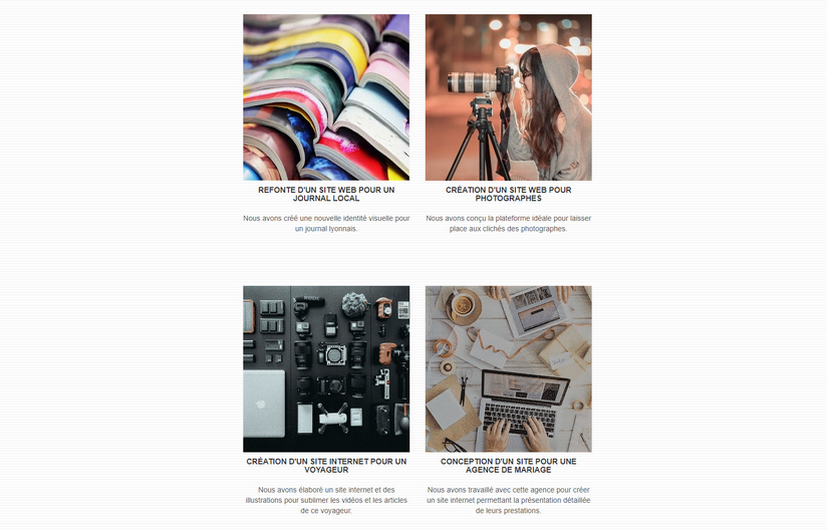 REFONTE D'UN SITE WEB POUR UN
JOURNAL LOCAL
Nous avons créé une nouvelle identité visuelle pour
un journal lyonnais.
CRÉATION D'UN SITE WEB POUR
PHOTOGRAPHES
Nous avons conçu la plateforme idéale pour laisser
place aux clichés des photographes.
CRÉATION D'UN SITE INTERNET POUR UN
VOYAGEUR
Nous avons élaboré un site internet et des
illustrations pour sublimer les vidéos et les articles
de ce voyageur.
CONCEPTION D'UN SITE POUR UNE
AGENCE DE MARIAGE
Nous avons travaillé avec cette agence pour créer
un site internet permettant la présentation détaillée
de leurs prestations.